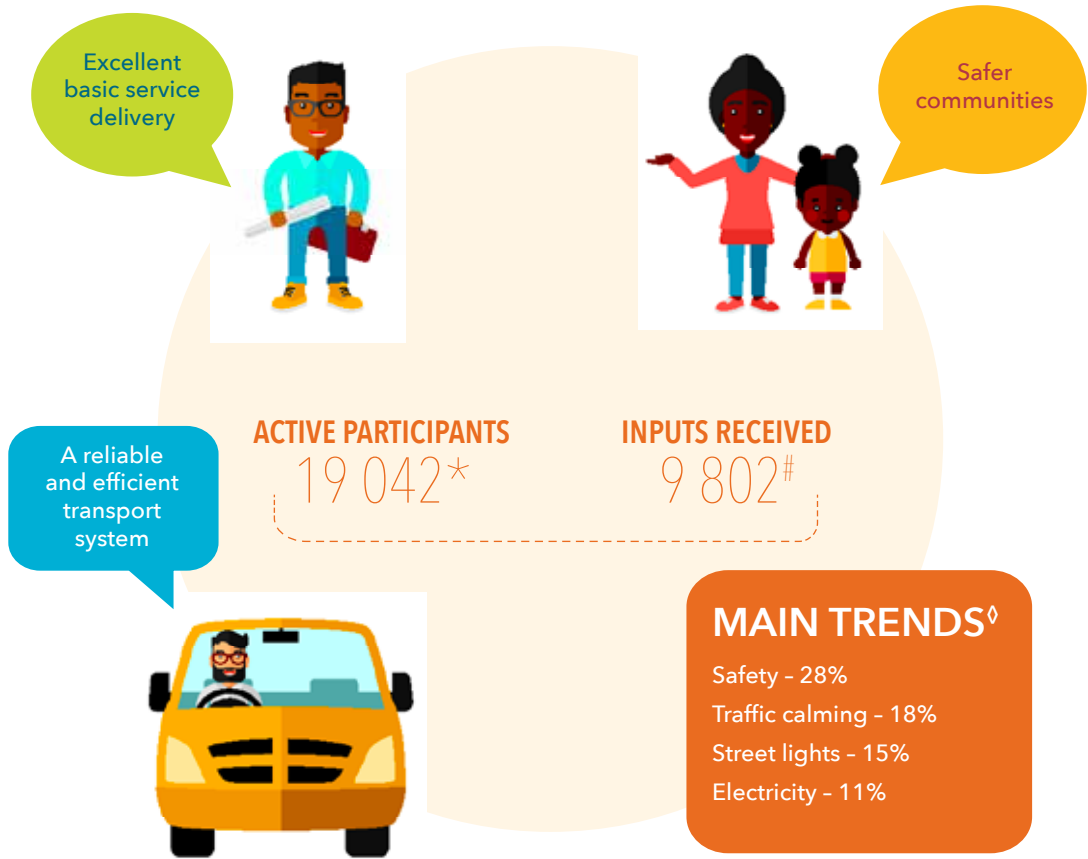 Excellent
basic service
delivery
Safer
communities
ACTIVE PARTICIPANTS
19 042*
INPUTS RECEIVED
9 802#
A reliable
and efficient
transport
system
MAIN TRENDS◊
Safety – 28%
Traffic calming – 18%
Street lights – 15%
Electricity – 11%